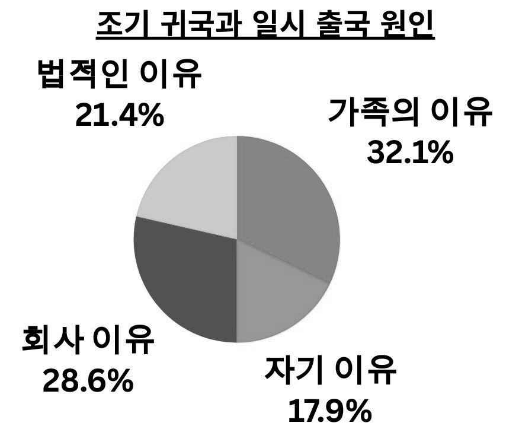 조기 귀국과 일시 출국 원인
법적인 이유
21.4%
가족의 이유
32.1%
회사 이유
28.6%
자기 이유
17.9%